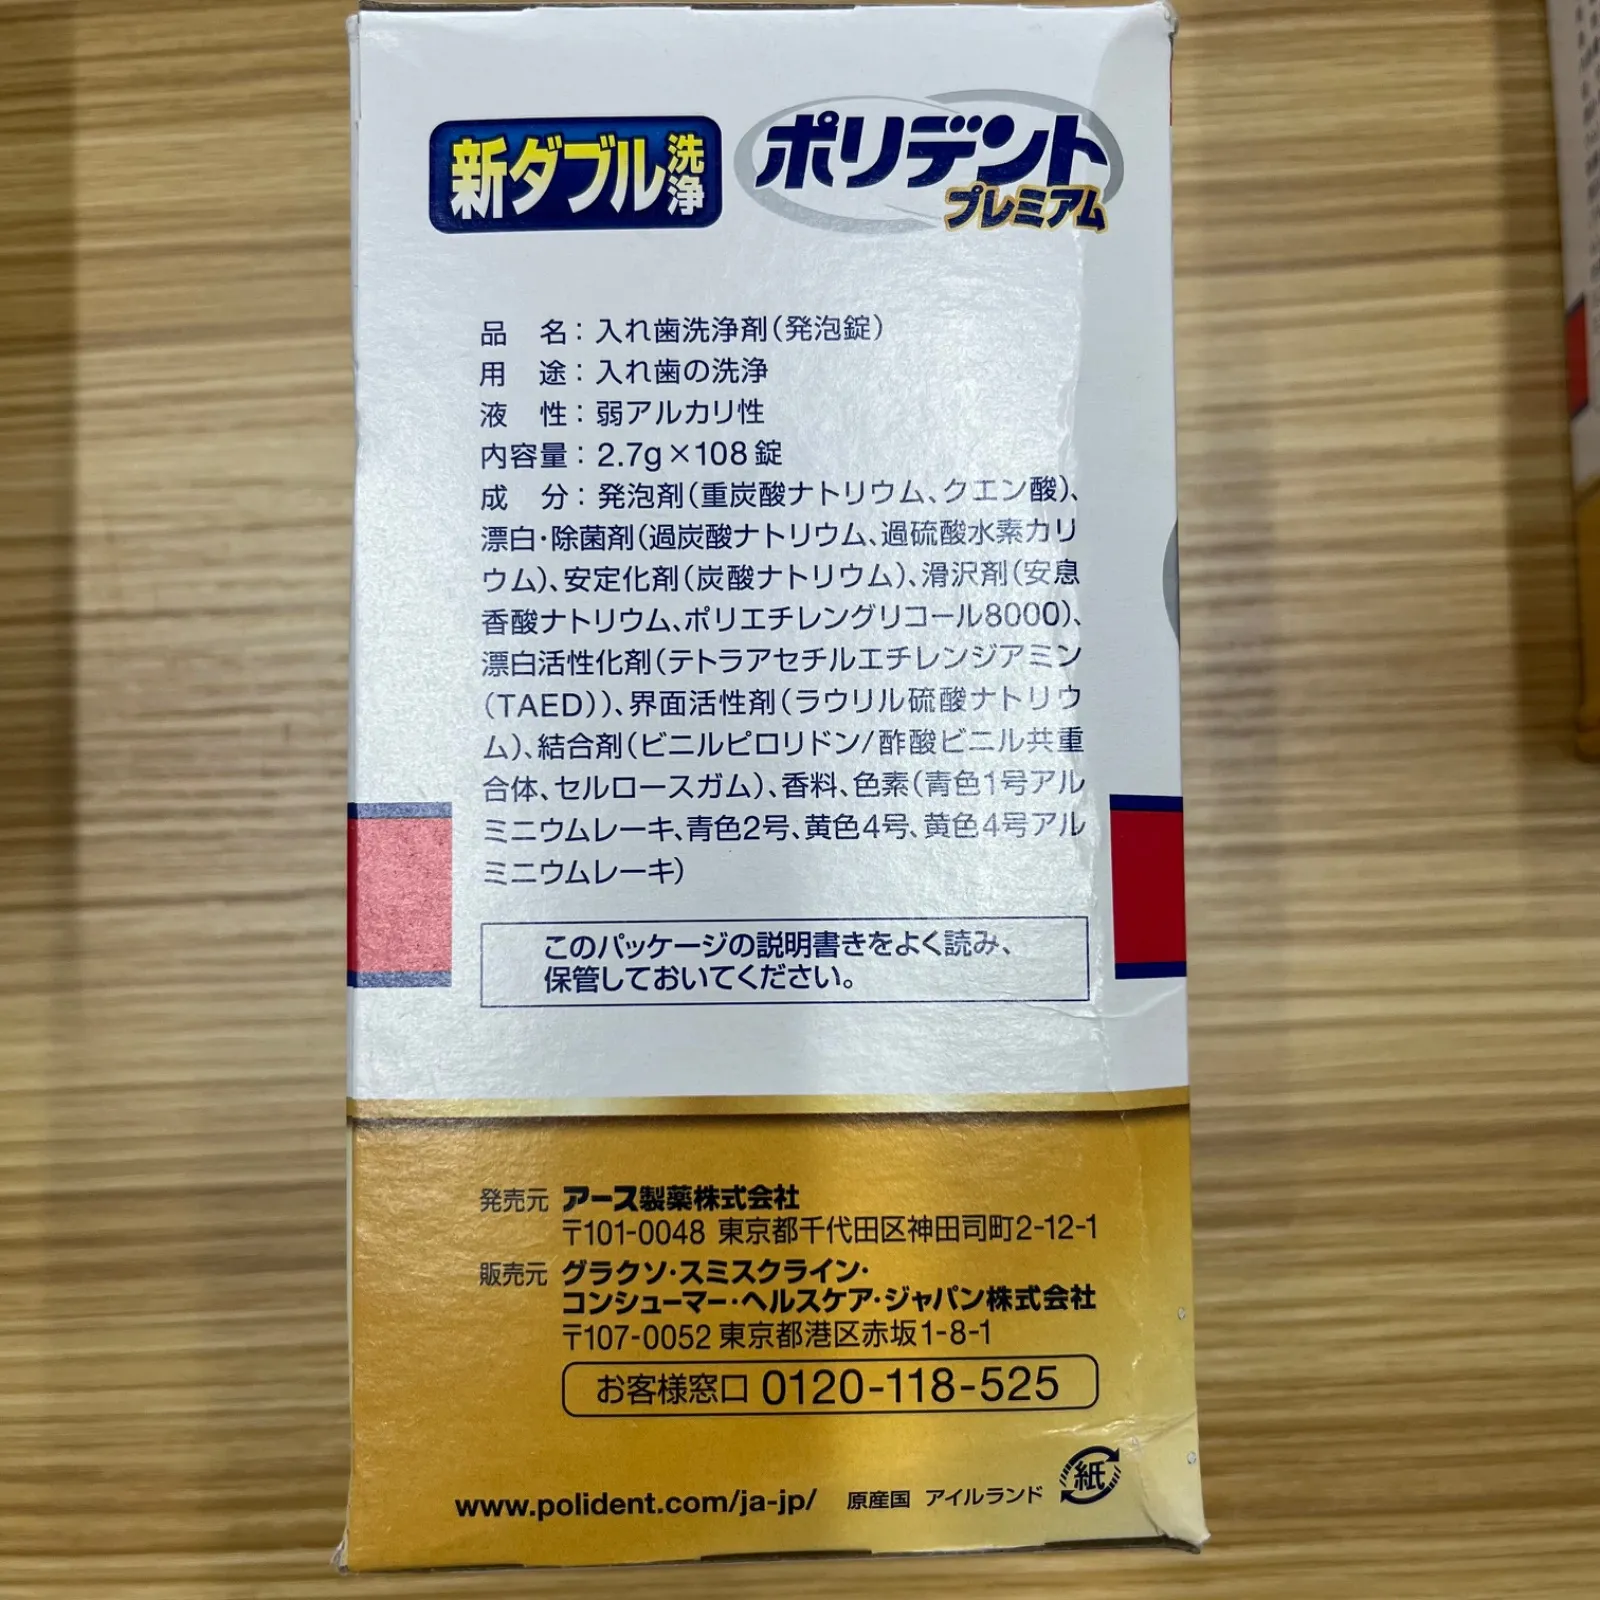 新ダブル洗浄
ポリデント
プレミアム
品 名：入れ歯洗浄剤（発泡錠）
用 途：入れ歯の洗浄
液 性：弱アルカリ性
内容量：2.7g×108錠
成 分：発泡剤（重炭酸ナトリウム、クエン酸）、
漂白・除菌剤（過炭酸ナトリウム、過硫酸水素カリ
ウム）、安定化剤（炭酸ナトリウム）、滑沢剤（安息
香酸ナトリウム、ポリエチレングリコール8000）、
漂白活性化剤（テトラアセチルエチレンジアミン
（TAED））、界面活性剤（ラウリル硫酸ナトリウ
ム）、結合剤（ビニルピロリドン/酢酸ビニル共重
合体、セルロースガム）、香料、色素（青色1号アル
ミニウムレーキ、青色2号、黄色4号、黄色4号アル
ミニウムレーキ）
このパッケージの説明書きをよく読み、
保管しておいてください。
発売元 アース製薬株式会社
〒101-0048 東京都千代田区神田司町2-12-1
販売元 グラクソ・スミスクライン・
コンシューマー・ヘルスケア・ジャパン株式会社
〒107-0052 東京都港区赤坂1-8-1
お客様窓口 0120-118-525
www.polident.com/ja-jp/ 原産国 アイルランド 紙